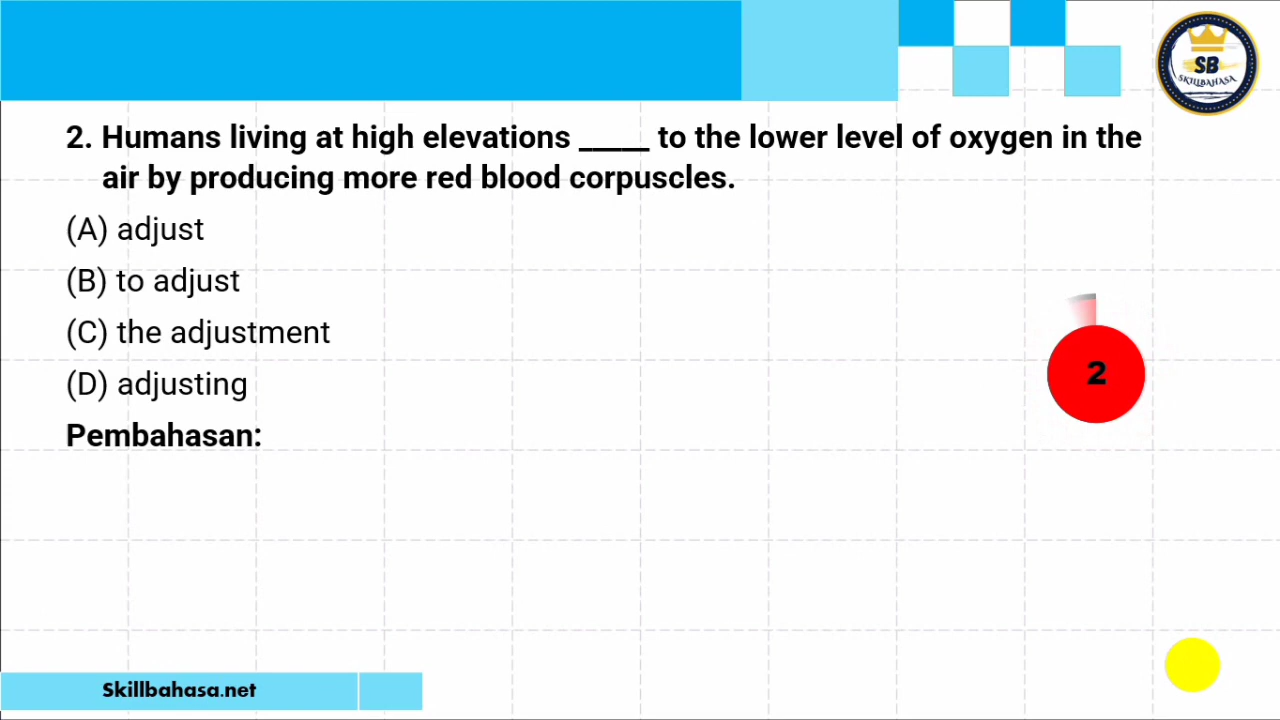 SB
SKILLBAHASA
2. Humans living at high elevations _____ to the lower level of oxygen in the
air by producing more red blood corpuscles.
(A) adjust
(B) to adjust
(C) the adjustment
(D) adjusting
2
Pembahasan:
Skillbahasa.net